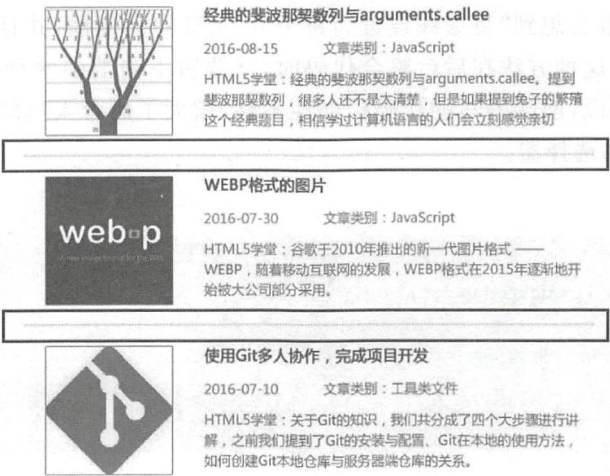 经典的斐波那契数列与arguments.callee
2016-08-15 文章类别：JavaScript
HTML5学堂：经典的斐波那契数列与arguments.callee。提到
斐波那契数列，很多人还不是太清楚，但是如果提到兔子的繁殖
这个经典题目，相信学过计算机语言的人们会立刻感觉亲切
WEBP格式的图片
web p
2016-07-30 文章类别：JavaScript
HTML5学堂：谷歌于2010年推出的新一代图片格式——
WEBP，随着移动互联网的发展，WEBP格式在2015年逐渐地开
始被大公司部分采用。
使用Git多人协作，完成项目开发
2016-07-10 文章类别：工具类文件
HTML5学堂：关于Git的知识，我们共分成了四个大步骤进行讲
解，之前我们提到了Git的安装与配置、Git在本地的使用方法，
如何创建Git本地仓库与服务器端仓库的关系。